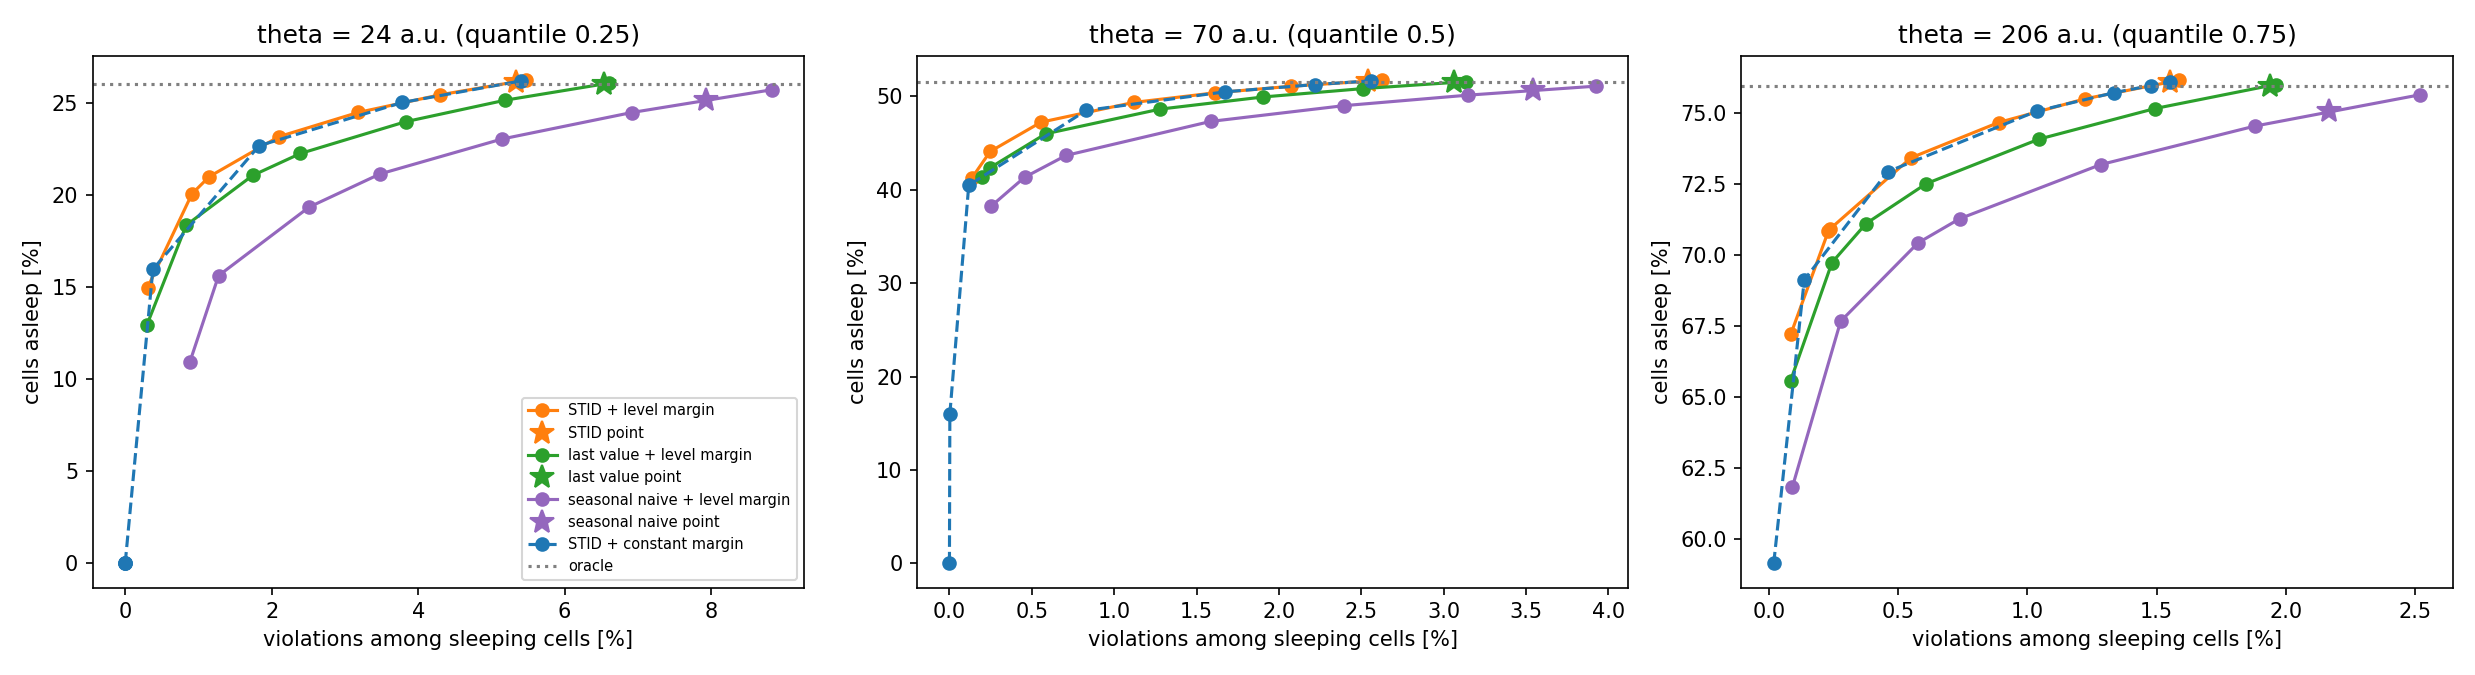 theta = 24 a.u. (quantile 0.25)
cells asleep [%]
25
20
15
10
5
0
0
2
4
6
8
violations among sleeping cells [%]
STID + level margin
STID point
last value + level margin
last value point
seasonal naive + level margin
seasonal naive point
STID + constant margin
oracle
theta = 70 a.u. (quantile 0.5)
cells asleep [%]
50
40
30
20
10
0
0.0
0.5
1.0
1.5
2.0
2.5
3.0
3.5
4.0
violations among sleeping cells [%]
theta = 206 a.u. (quantile 0.75)
cells asleep [%]
75.0
72.5
70.0
67.5
65.0
62.5
60.0
0.0
0.5
1.0
1.5
2.0
2.5
violations among sleeping cells [%]